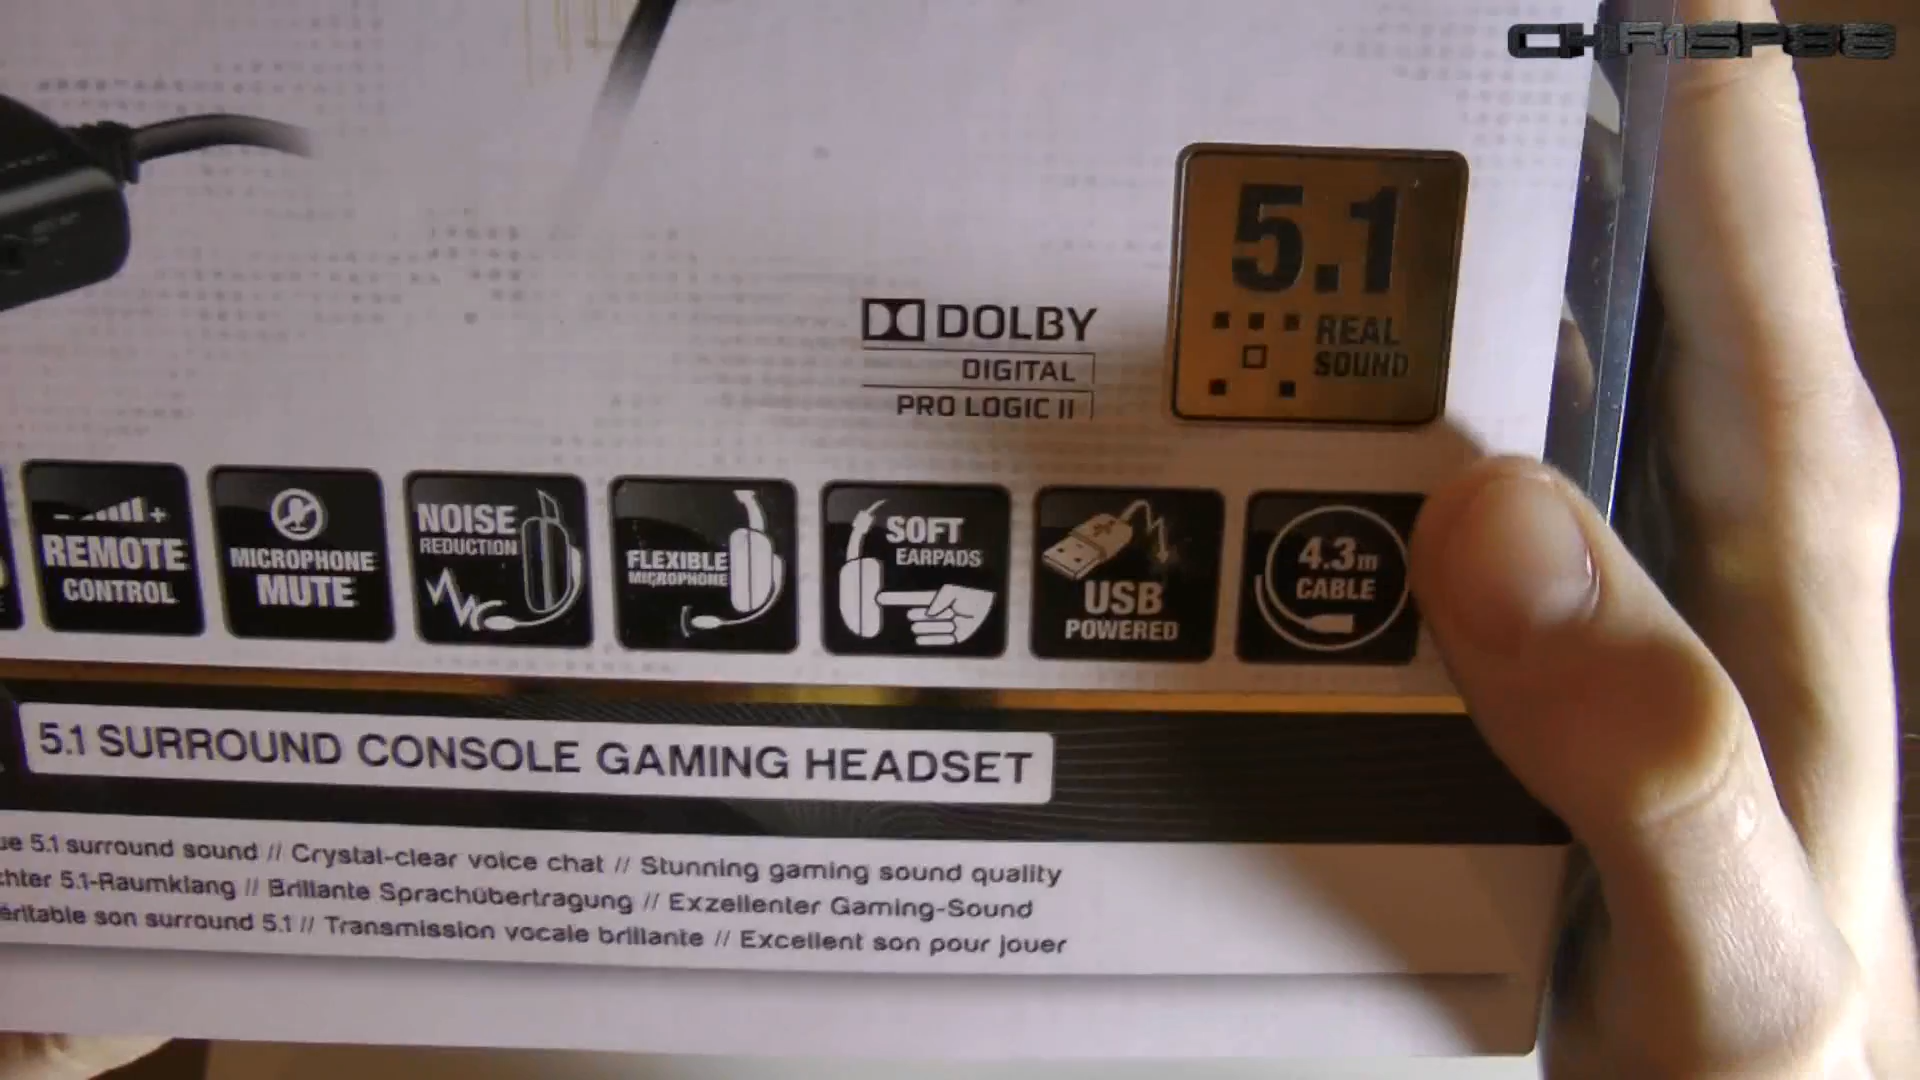 CHRISP88
5.1
REAL
SOUND
DOLBY
DIGITAL
PRO LOGIC II
REMOTE
CONTROL
MICROPHONE
MUTE
NOISE
REDUCTION
FLEXIBLE
MICROPHONE
SOFT
EARPADS
USB
POWERED
4.3m
CABLE
5.1 SURROUND CONSOLE GAMING HEADSET
5.1 surround sound // Crystal-clear voice chat // Stunning gaming sound quality
5.1-Raumklang // Brillante Sprachübertragung // Exzellenter Gaming-Sound
son surround 5.1 // Transmission vocale brillante // Excellent son pour jouer